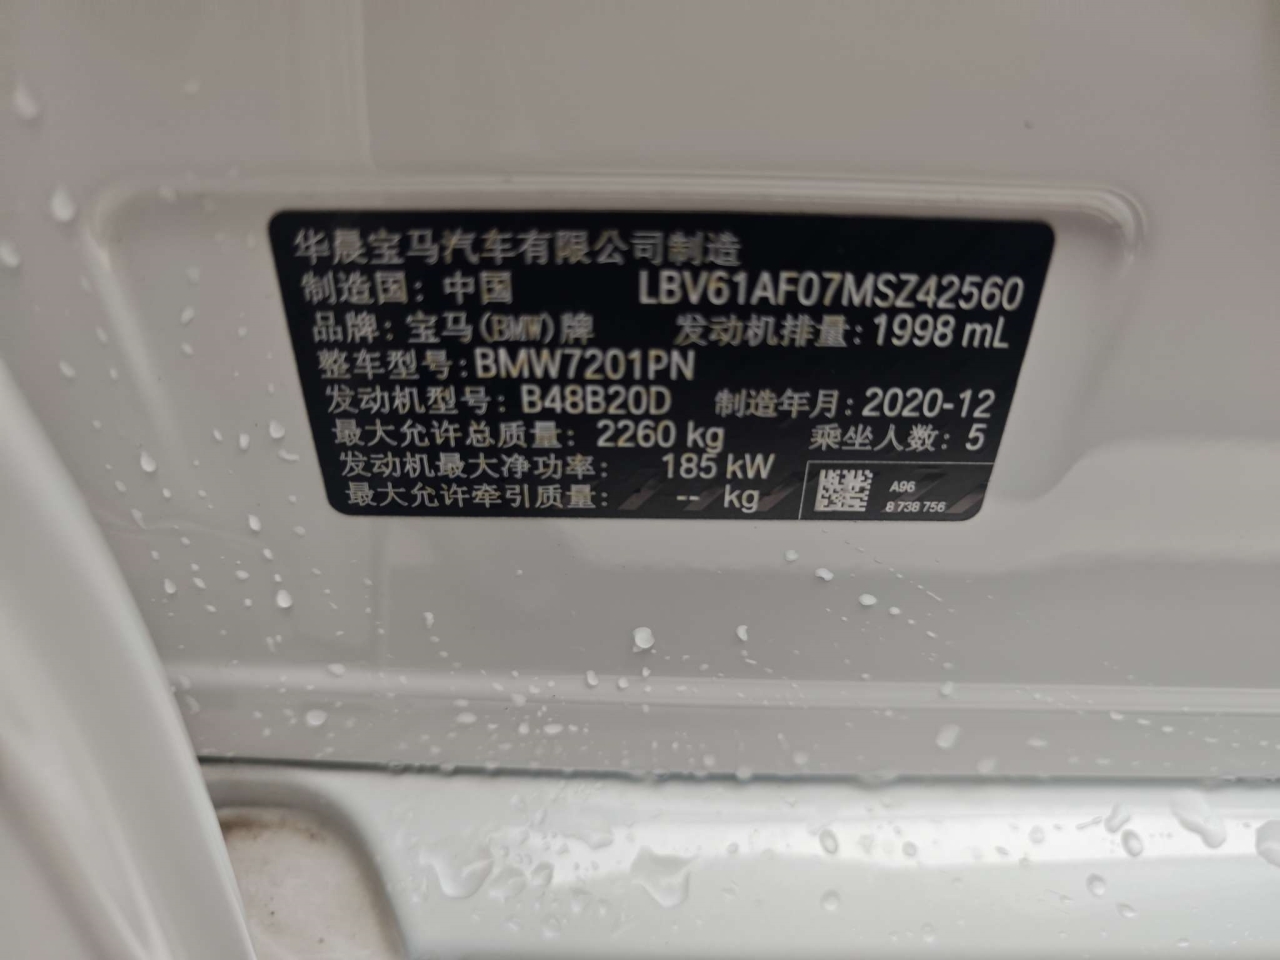 华晨宝马汽车有限公司制造
制造国：中国 LBV61AF07MSZ42560
品牌：宝马(BMW)牌 发动机排量：1998 mL
整车型号：BMW7201PN
发动机型号：B48B20D 制造年月：2020-12
最大允许总质量：2260 kg 乘坐人数：5
发动机最大净功率：185 kW
最大允许牵引质量：-- kg
A96
8 738 756